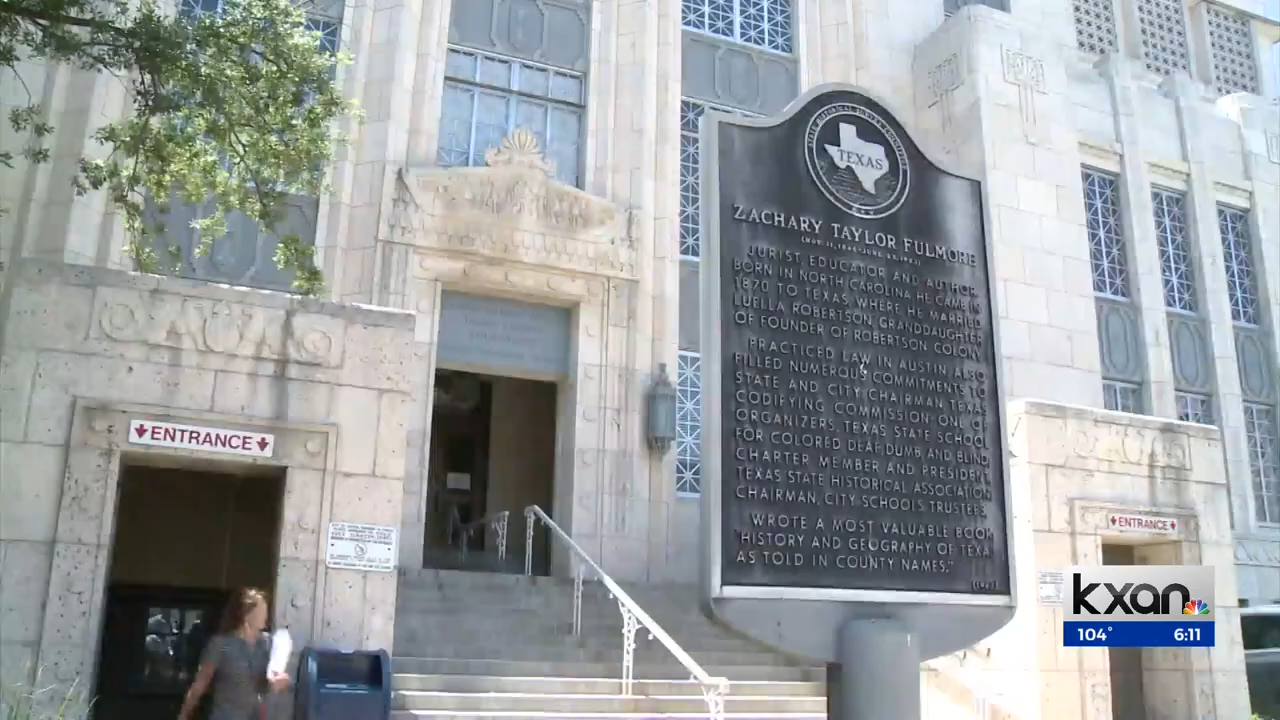 TEXAS
ZACHARY TAYLOR FULMORE
JURIST, EDUCATOR AND AUTHOR.
BORN IN NORTH CAROLINA, HE CAME IN
1870 TO TEXAS WHERE HE MARRIED
LUELLA ROBERTSON, GRANDDAUGHTER
OF FOUNDER OF ROBERTSON COLONY.
PRACTICED LAW IN AUSTIN. ALSO
FILLED NUMEROUS COMMITMENTS TO
STATE AND CITY: CHAIRMAN, TEXAS
CODIFYING COMMISSION; ONE OF
ORGANIZERS, TEXAS STATE SCHOOL
FOR COLORED DEAF, DUMB AND BLIND;
CHARTER MEMBER AND PRESIDENT,
TEXAS STATE HISTORICAL ASSOCIATION;
CHAIRMAN, CITY SCHOOLS TRUSTEES.
WROTE A MOST VALUABLE BOOK
"HISTORY AND GEOGRAPHY OF TEXA
AS TOLD IN COUNTY NAMES."
ENTRANCE
ENTRANCE
kxan
104° 6:11